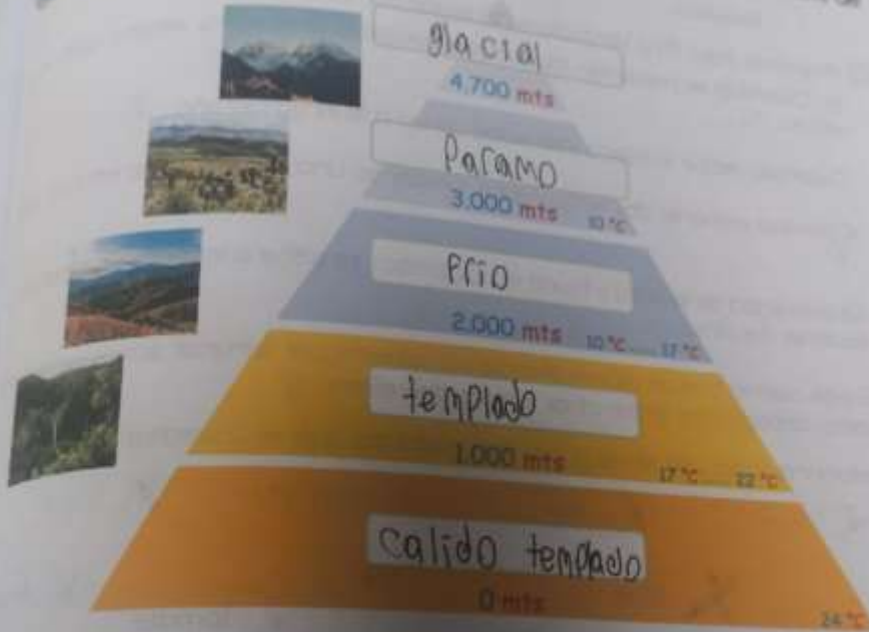 glacial
4.700 mts
Paramo
3.000 mts 10 °C
Frio
2.000 mts 10 °C ..... 17 °C
templado
1.000 mts 17 °C ..... 22 °C
calido templado
0 mts 24 °C